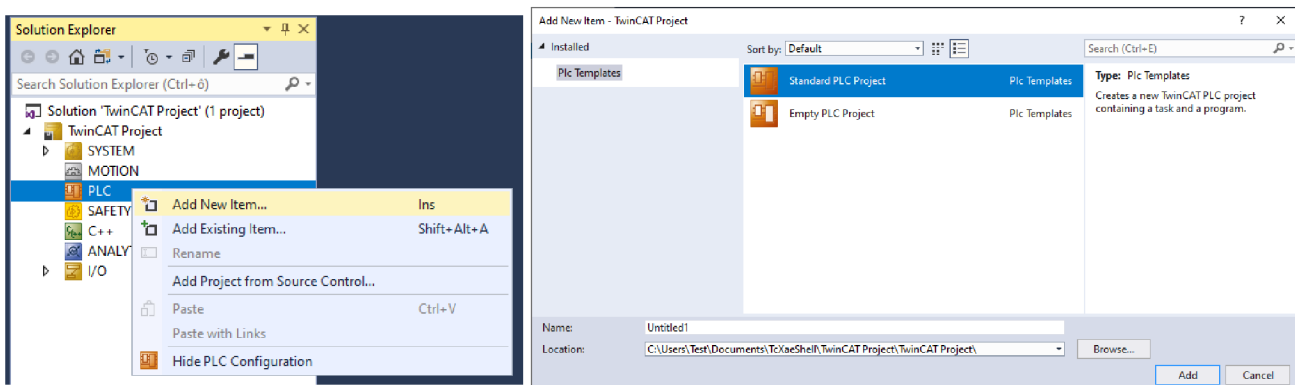 Solution Explorer
Search Solution Explorer (Ctrl+ö)
Solution 'TwinCAT Project' (1 project)
TwinCAT Project
SYSTEM
MOTION
PLC
SAFETY
C++
ANALYT
I/O
Add New Item... Ins
Add Existing Item... Shift+Alt+A
Rename
Add Project from Source Control...
Paste Ctrl+V
Paste with Links
Hide PLC Configuration
Add New Item - TwinCAT Project
Installed
Plc Templates
Sort by: Default
Search (Ctrl+E)
Standard PLC Project Plc Templates
Empty PLC Project Plc Templates
Type: Plc Templates
Creates a new TwinCAT PLC project
containing a task and a program.
Name: Untitled1
Location: C:\Users\Test\Documents\TcXaeShell\TwinCAT Project\TwinCAT Project\
Browse...
Add Cancel